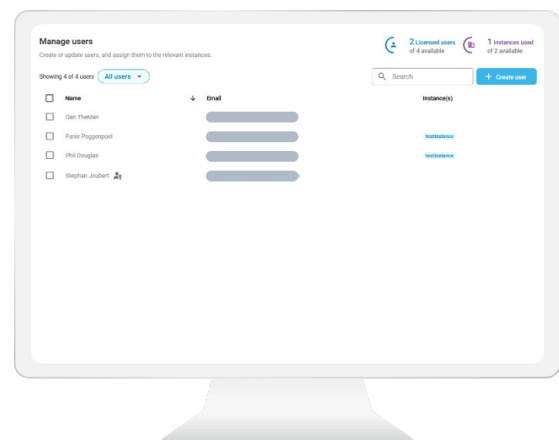 Manage users
Create or update users, and assign them to the relevant instances.
2 Licensed users
of 4 available
1 Instances used
of 2 available
Showing 4 of 4 users
All users
Search
+ Create user
Name
Email
Instance(s)
Dan TheMan
Fanie Poggenpoel
testinstance
Phil Douglas
testinstance
Stephan Joubert